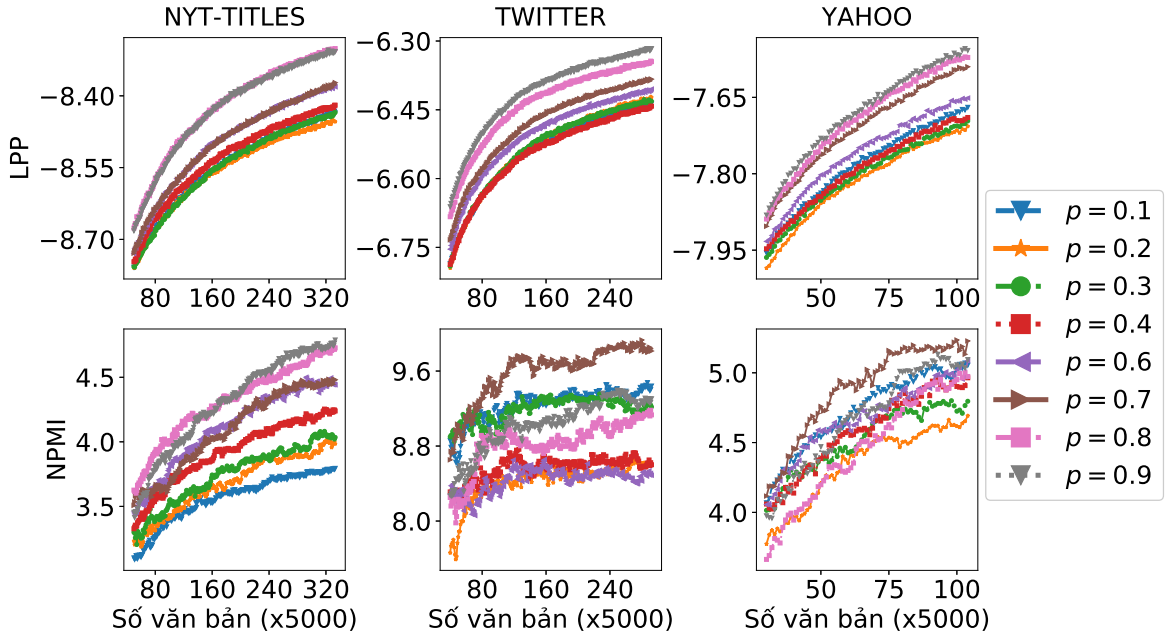 NYT-TITLES
TWITTER
YAHOO
LPP
−8.40
−8.55
−8.70
80 160 240 320
−6.30
−6.45
−6.60
−6.75
80 160 240
−7.65
−7.80
−7.95
50 75 100
NPMI
4.5
4.0
3.5
80 160 240 320
Số văn bản (x5000)
9.6
8.8
8.0
80 160 240
Số văn bản (x5000)
5.0
4.5
4.0
50 75 100
Số văn bản (x5000)
p = 0.1
p = 0.2
p = 0.3
p = 0.4
p = 0.6
p = 0.7
p = 0.8
p = 0.9